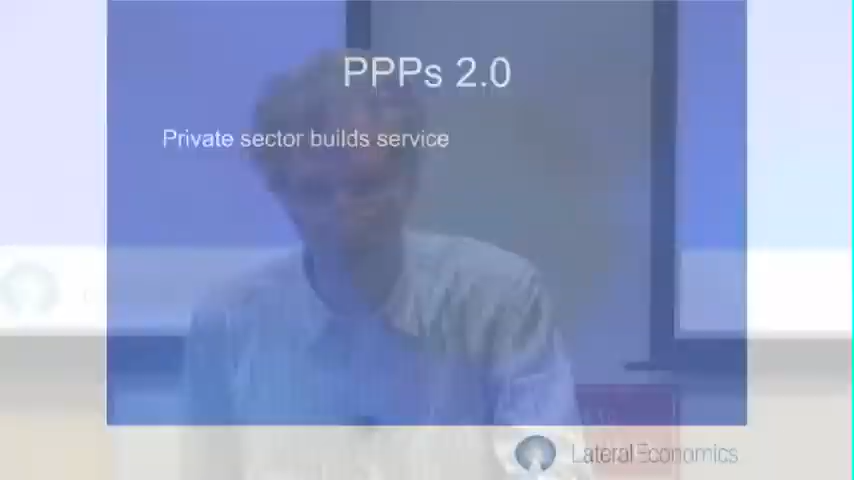 PPPs 2.0
Private sector builds service
Lateral Economics